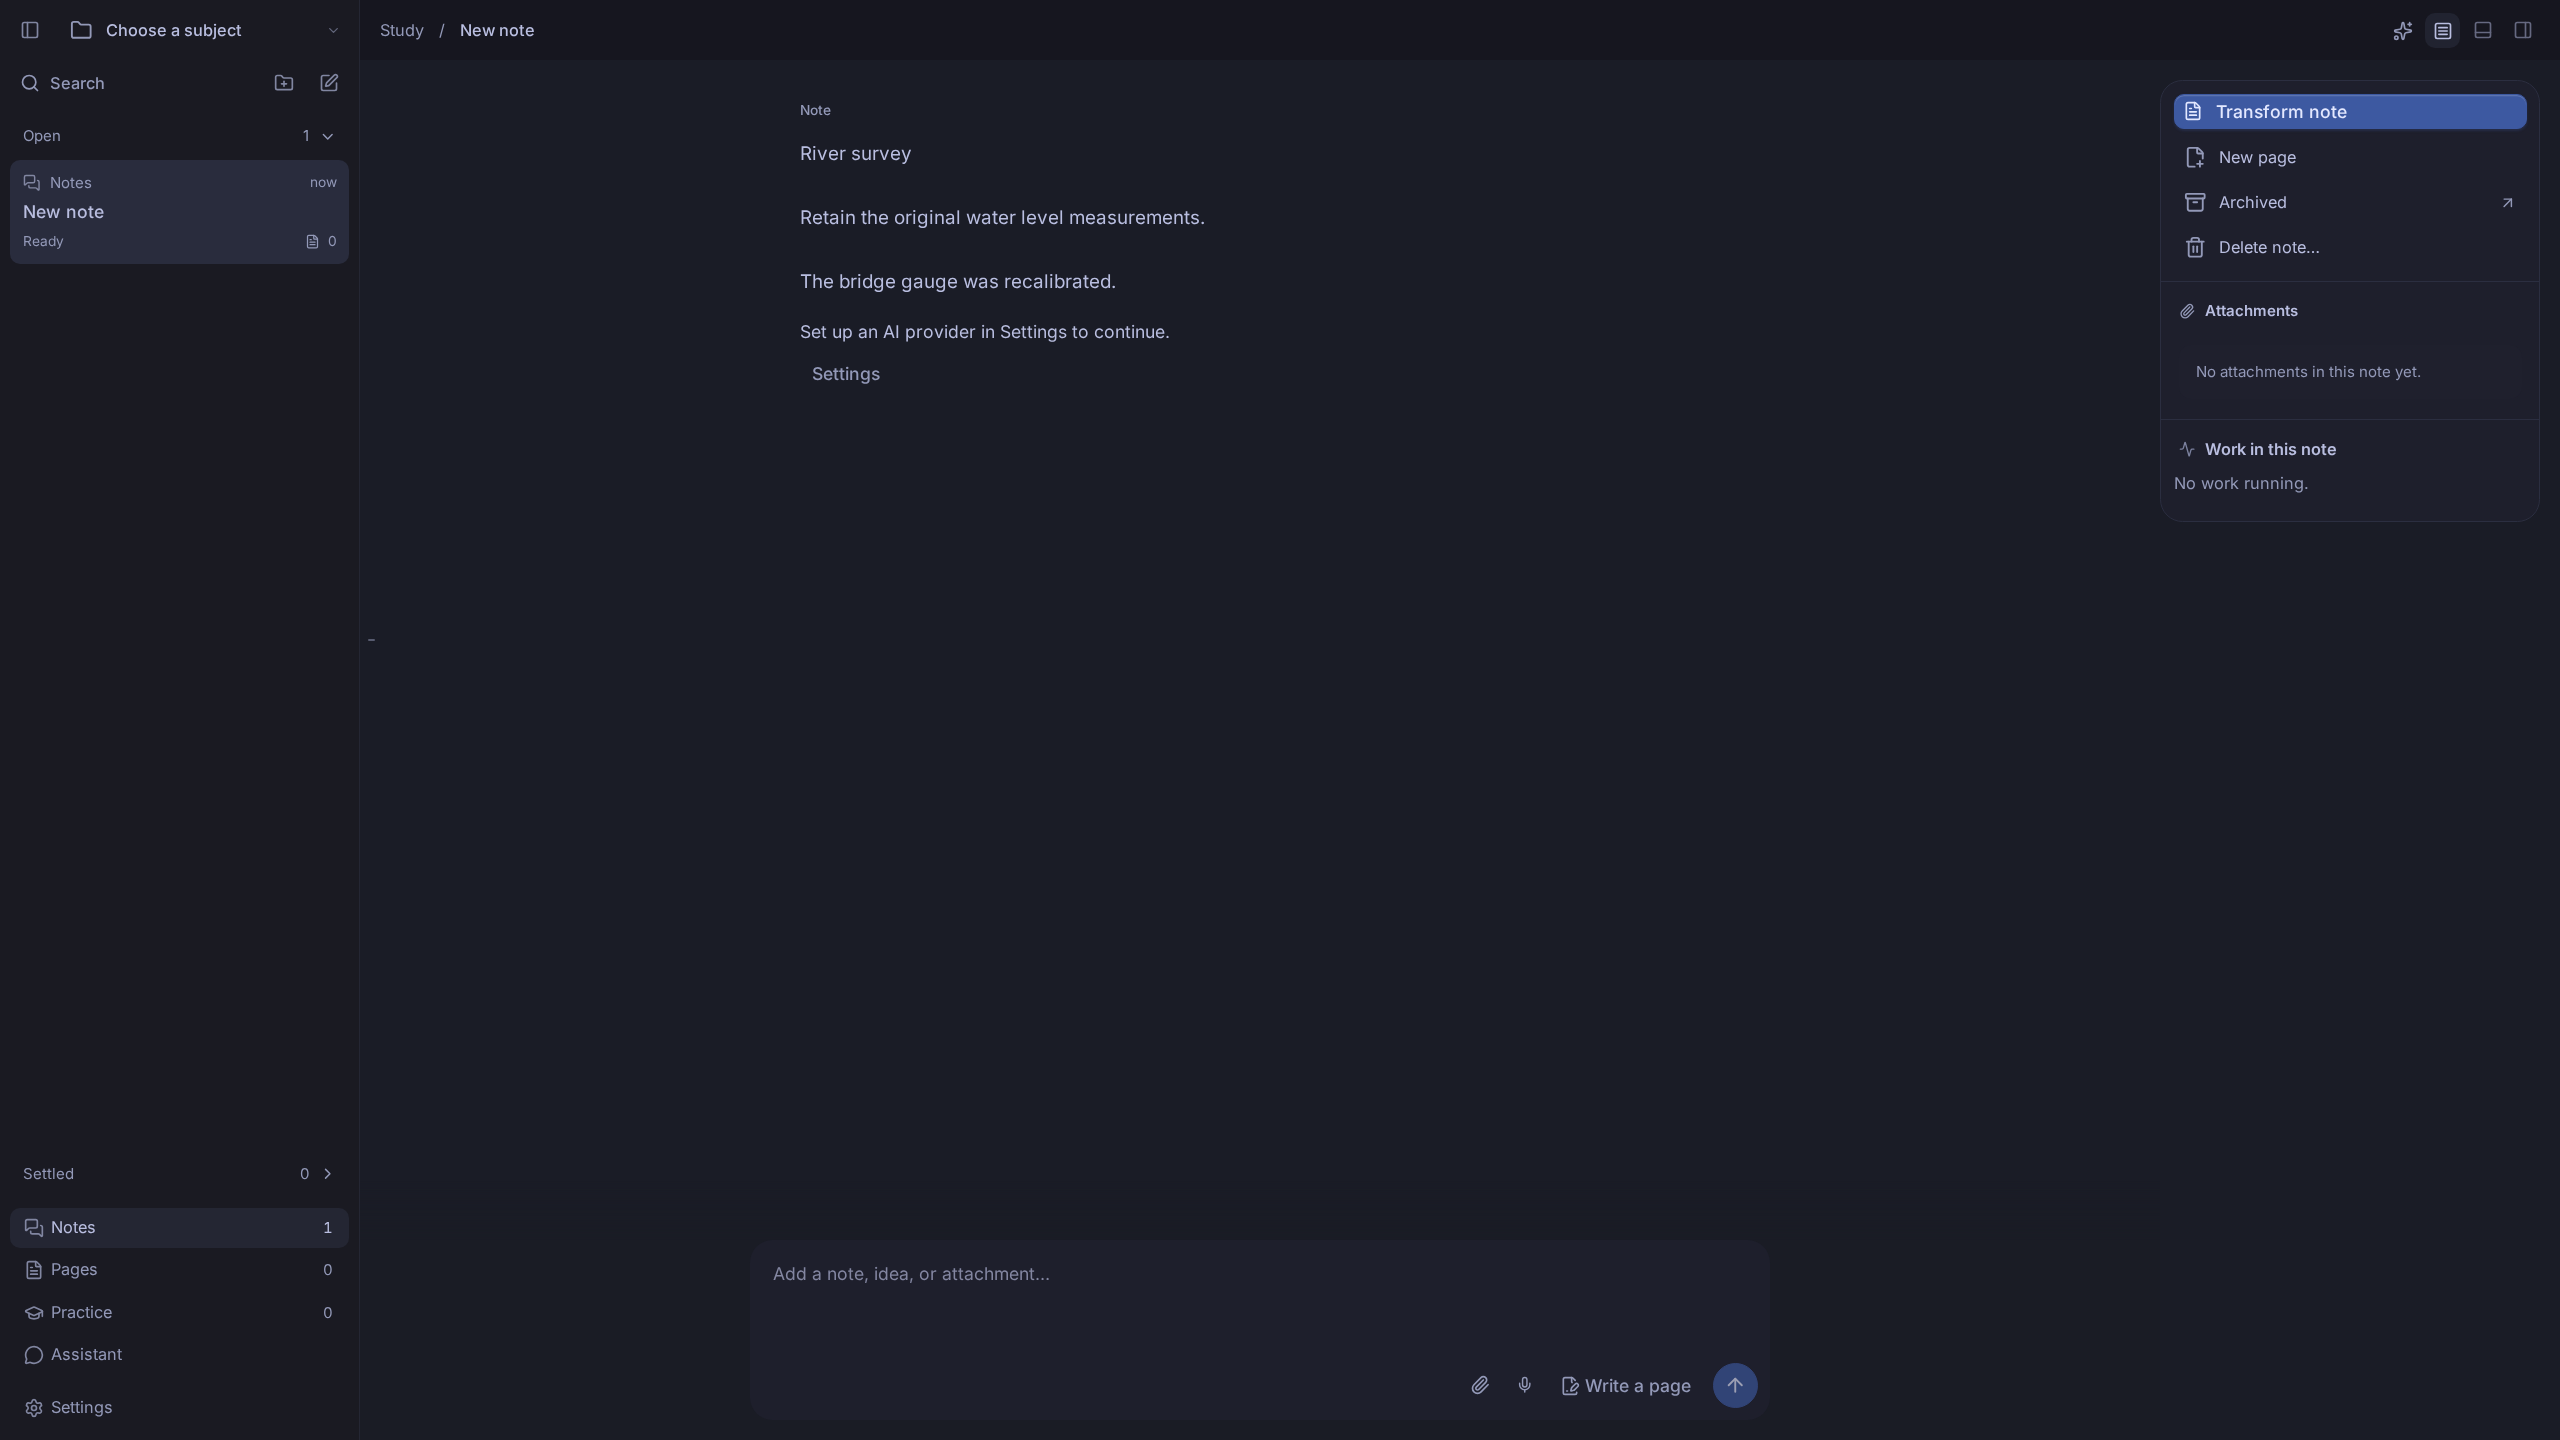 Choose a subject
Search
Open 1
Notes now
New note
Ready 0
Settled 0
Notes 1
Pages 0
Practice 0
Assistant
Settings
Study / New note
Note
River survey
Retain the original water level measurements.
The bridge gauge was recalibrated.
Set up an AI provider in Settings to continue.
Settings
Add a note, idea, or attachment...
Write a page
Transform note
New page
Archived
Delete note...
Attachments
No attachments in this note yet.
Work in this note
No work running.